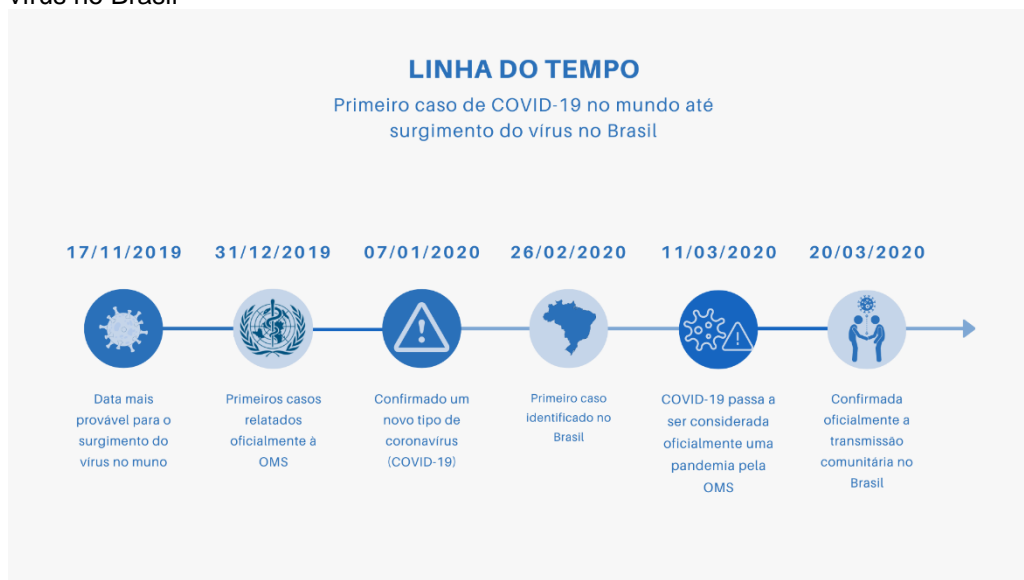 vírus no Brasil
LINHA DO TEMPO
Primeiro caso de COVID-19 no mundo até
surgimento do vírus no Brasil
17/11/2019
31/12/2019
07/01/2020
26/02/2020
11/03/2020
20/03/2020
Data mais
provável para o
surgimento do
vírus no muno
Primeiros casos
relatados
oficialmente à
OMS
Confirmado um
novo tipo de
coronavírus
(COVID-19)
Primeiro caso
identificado no
Brasil
COVID-19 passa a
ser considerada
oficialmente uma
pandemia pela
OMS
Confirmada
oficialmente a
transmissão
comunitária no
Brasil